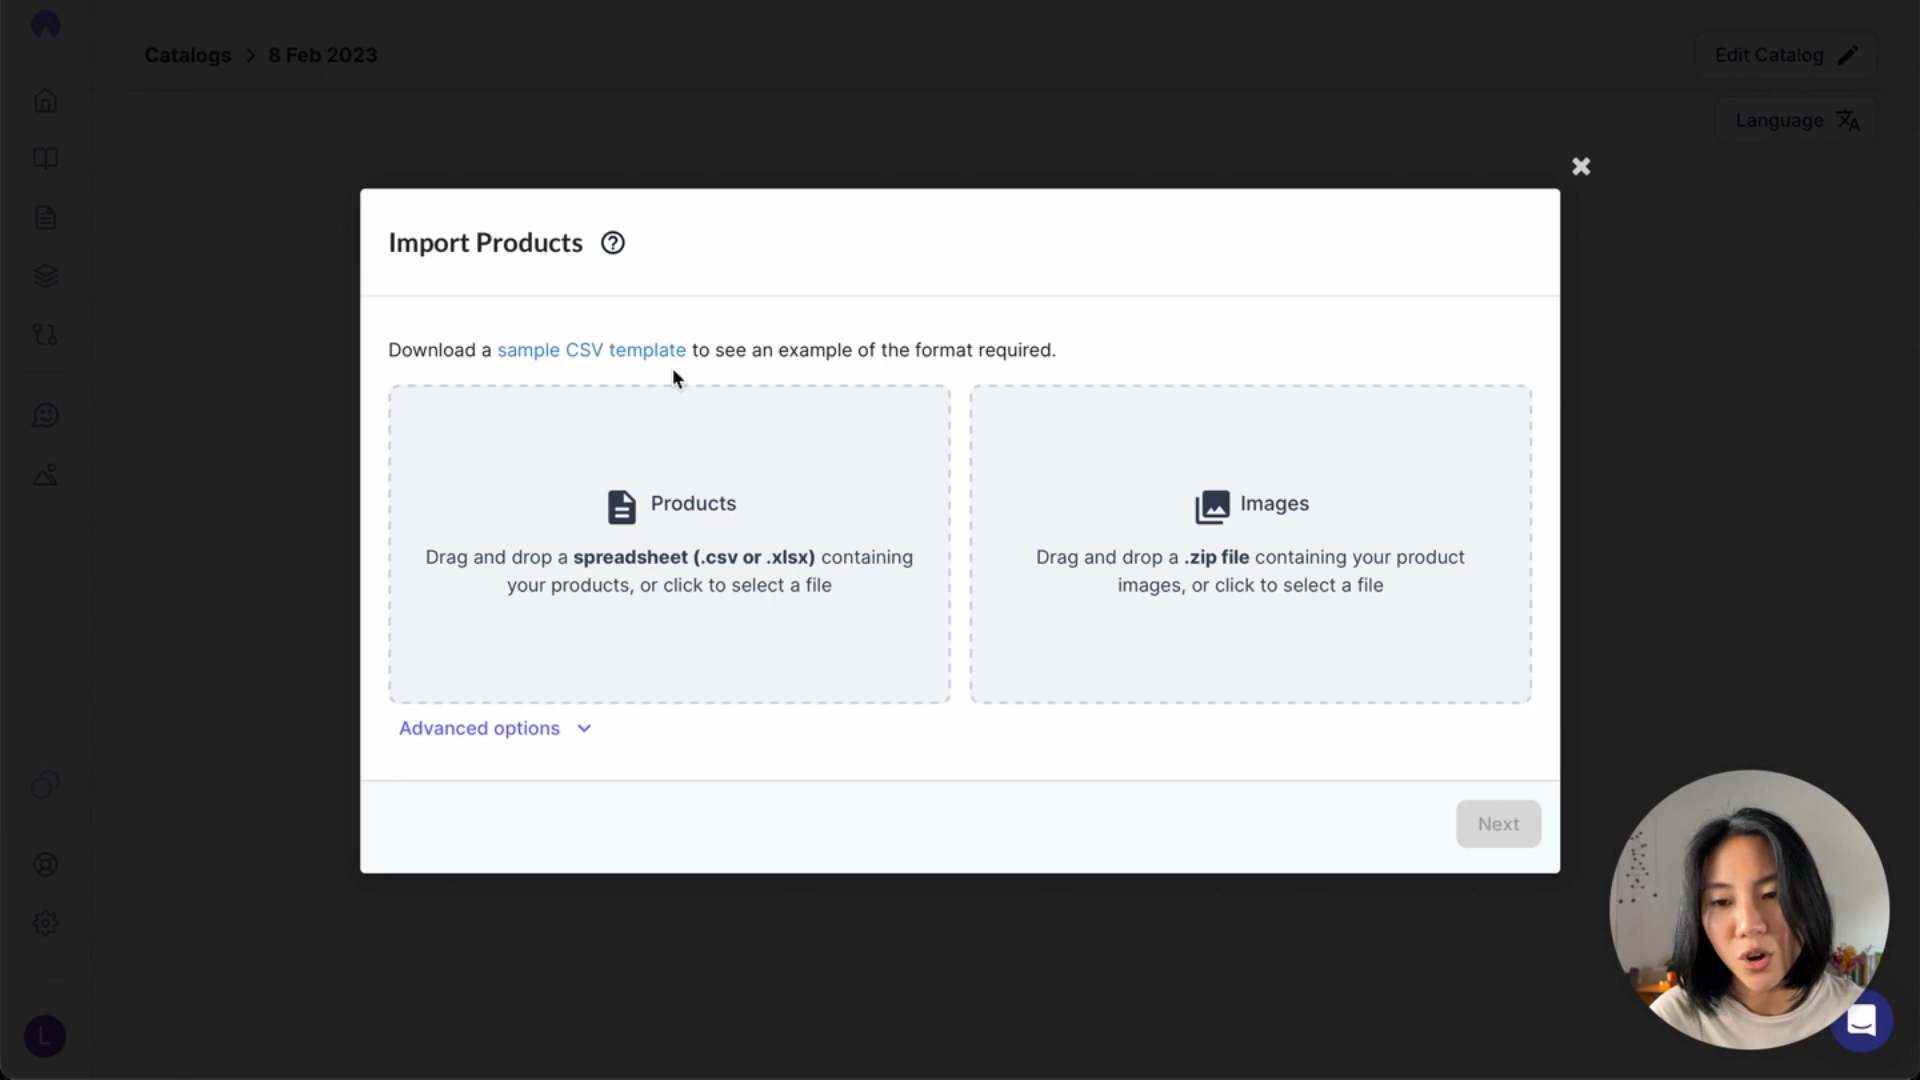 Catalogs > 8 Feb 2023
Edit Catalog
Language
Import Products
Download a sample CSV template to see an example of the format required.
Products
Drag and drop a spreadsheet (.csv or .xlsx) containing
your products, or click to select a file
Images
Drag and drop a .zip file containing your product
images, or click to select a file
Advanced options
Next
L